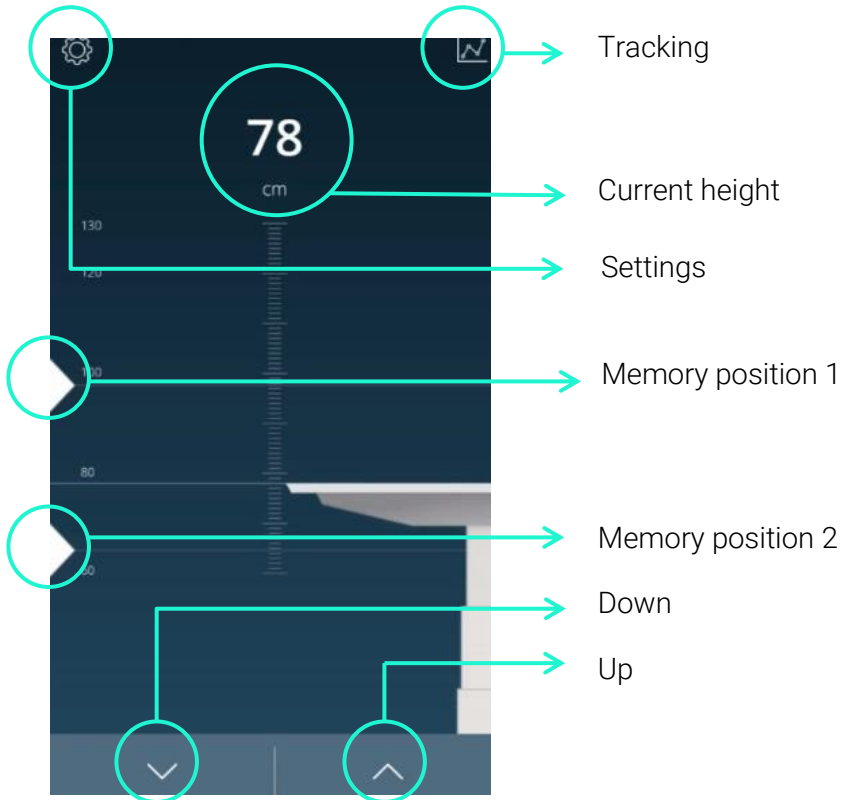 Tracking
78
cm
Current height
130
Settings
120
100
Memory position 1
80
Memory position 2
60
Down
Up